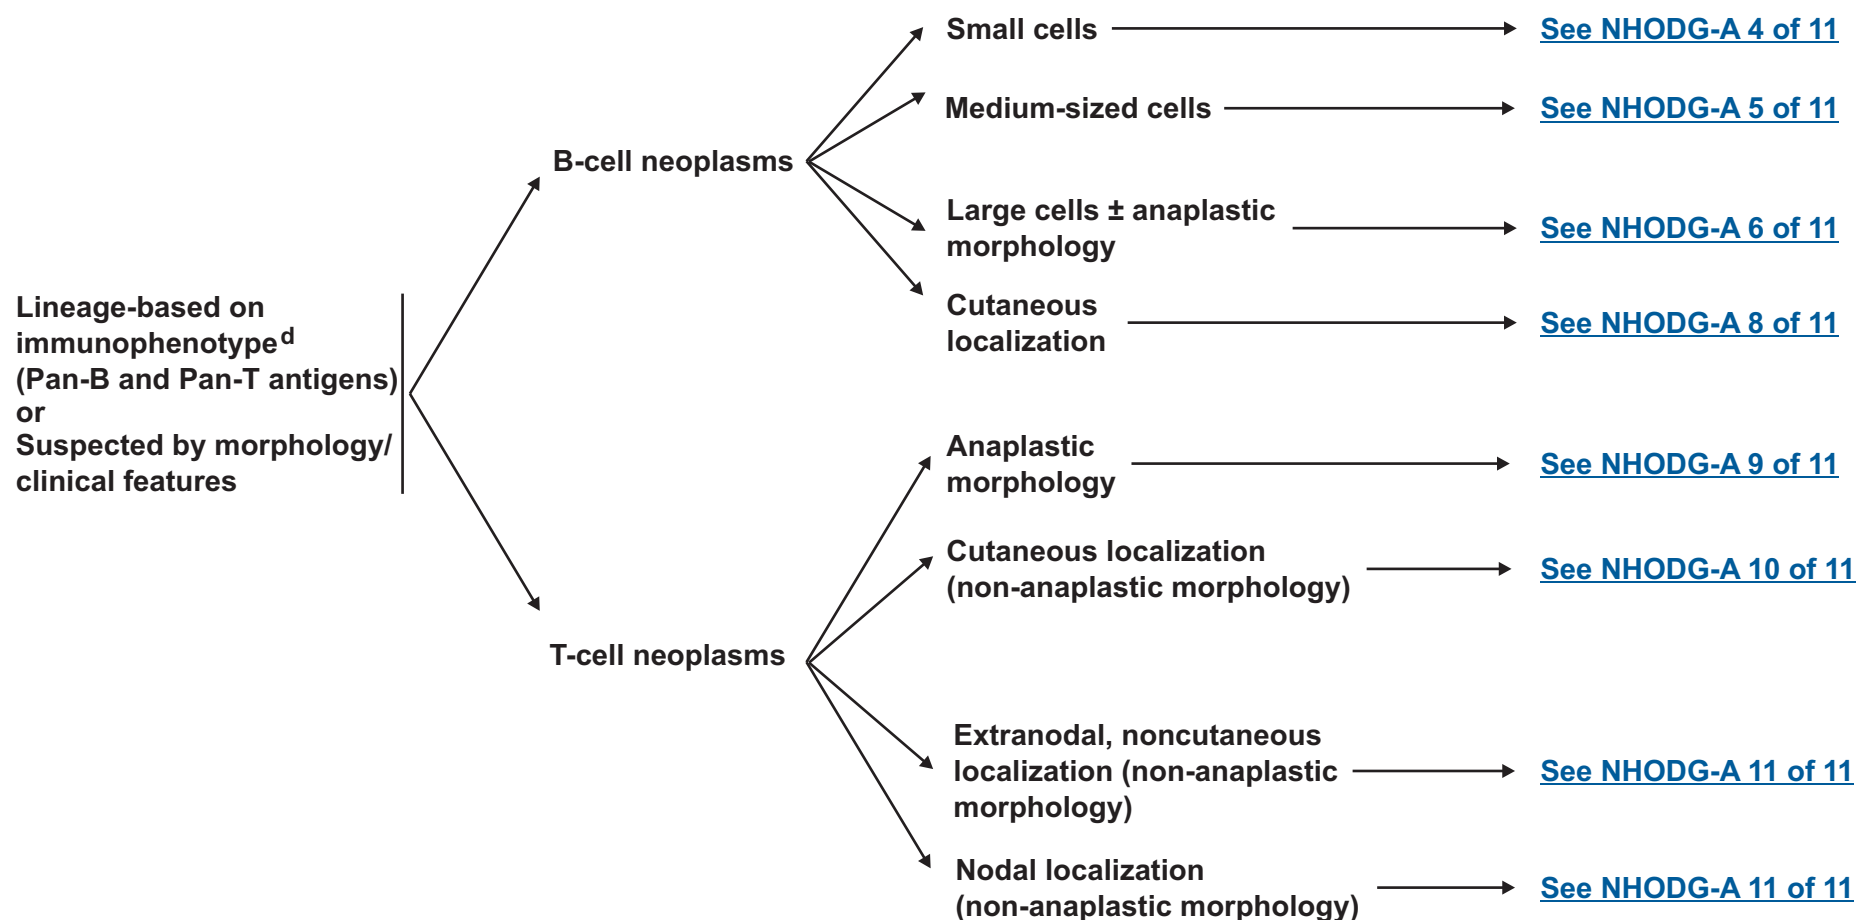 Lineage-based on
immunophenotype d
(Pan-B and Pan-T antigens)
or
Suspected by morphology/
clinical features
B-cell neoplasms
Small cells
See NHODG-A 4 of 11
Medium-sized cells
See NHODG-A 5 of 11
Large cells ± anaplastic
morphology
See NHODG-A 6 of 11
Cutaneous
localization
See NHODG-A 8 of 11
T-cell neoplasms
Anaplastic
morphology
See NHODG-A 9 of 11
Cutaneous localization
(non-anaplastic morphology)
See NHODG-A 10 of 11
Extranodal, noncutaneous
localization (non-anaplastic
morphology)
See NHODG-A 11 of 11
Nodal localization
(non-anaplastic morphology)
See NHODG-A 11 of 11